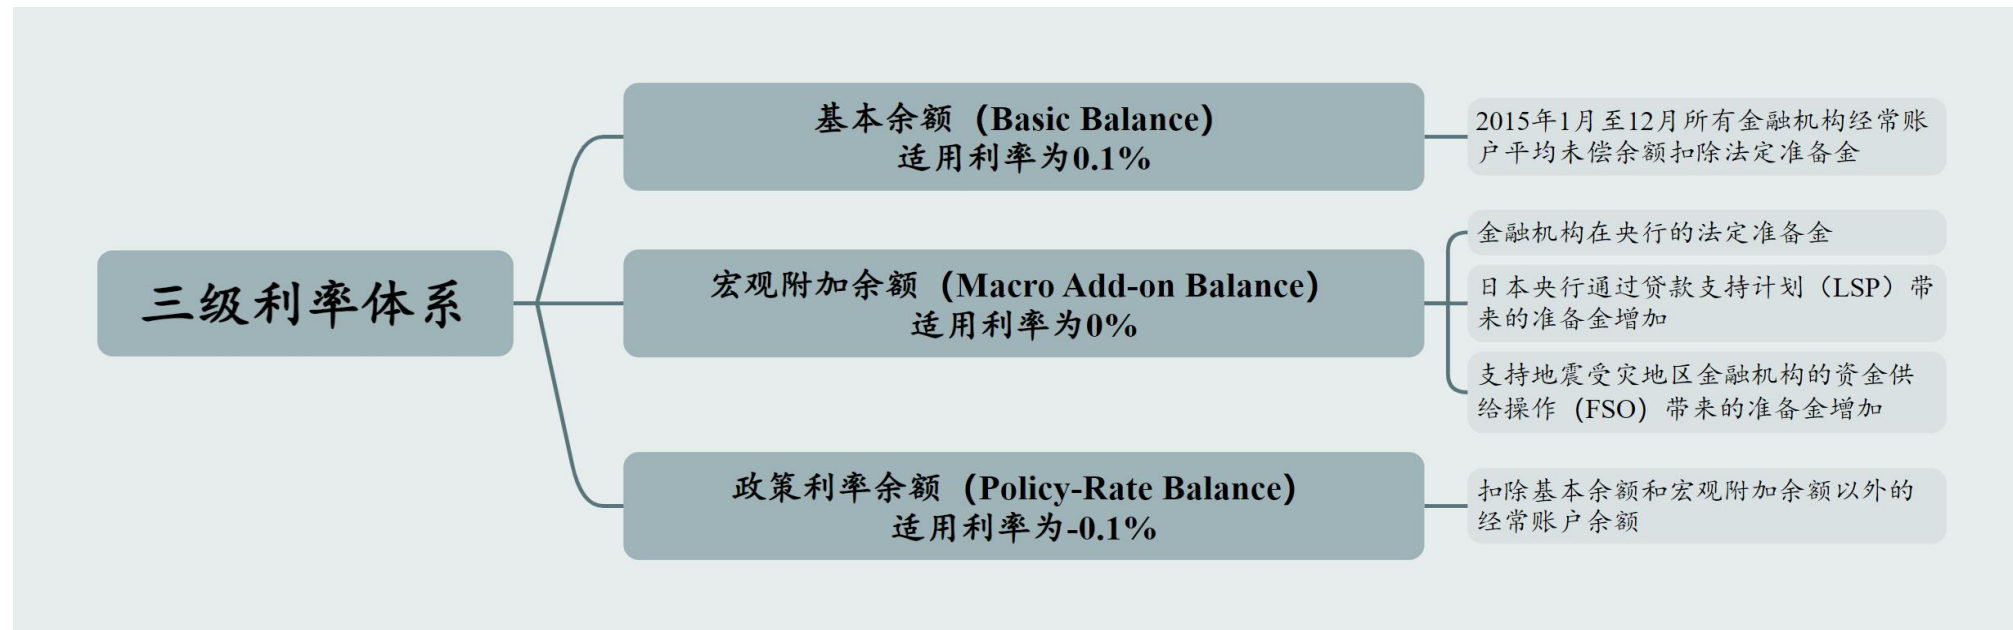 三级利率体系
基本余额（Basic Balance）
适用利率为0.1%
2015年1月至12月所有金融机构经常账
户平均未偿余额扣除法定准备金
宏观附加余额（Macro Add-on Balance）
适用利率为0%
金融机构在央行的法定准备金
日本央行通过贷款支持计划（LSP）带
来的准备金增加
支持地震受灾地区金融机构的资金供
给操作（FSO）带来的准备金增加
政策利率余额（Policy-Rate Balance）
适用利率为-0.1%
扣除基本余额和宏观附加余额以外的
经常账户余额